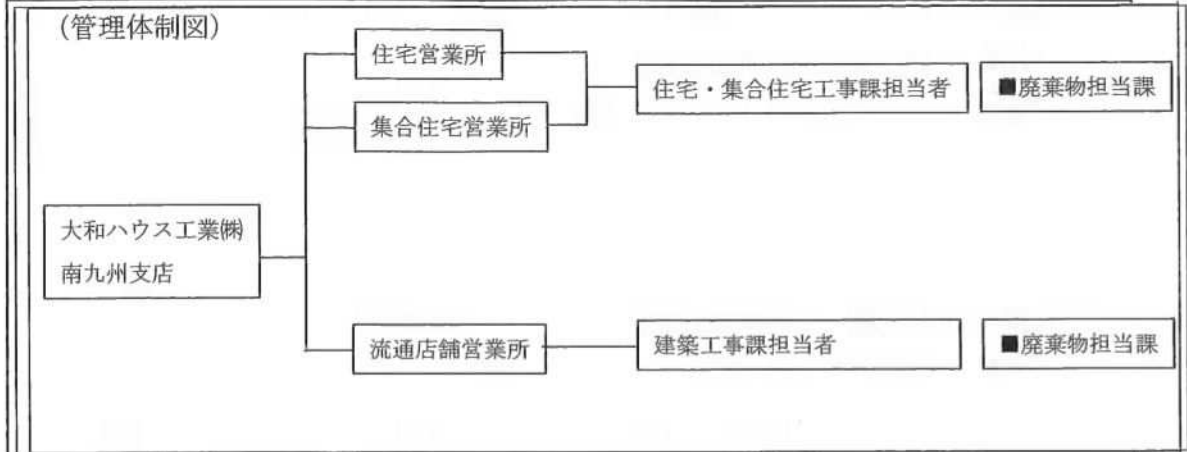 （管理体制図）
住宅営業所
集合住宅営業所
住宅・集合住宅工事課担当者
■廃棄物担当課
大和ハウス工業㈱
南九州支店
流通店舗営業所
建築工事課担当者
■廃棄物担当課